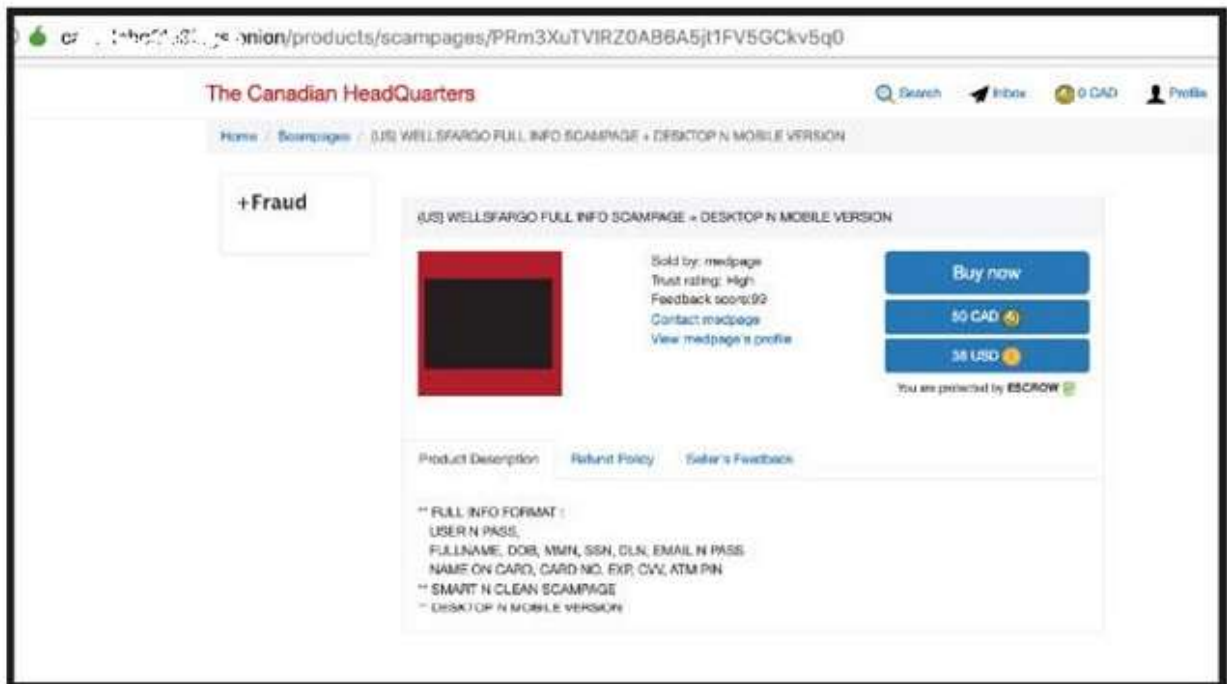 onion/products/scampages/PRm3XuTVIRZ0AB6A5jt1FV5GCkv5q0
The Canadian HeadQuarters
Search Inbox 0 CAD Profile
Home / Scampages / (US) WELLSFARGO FULL INFO SCAMPAGE + DESKTOP N MOBILE VERSION
+Fraud
(US) WELLSFARGO FULL INFO SCAMPAGE + DESKTOP N MOBILE VERSION
Sold by: medpage
Trust rating: High
Feedback score:99
Contact medpage
View medpage's profile
Buy now
50 CAD
38 USD
You are protected by ESCROW
Product Description Refund Policy Seller's Feedback
** FULL INFO FORMAT :
USER N PASS,
FULLNAME, DOB, MMN, SSN, DLN, EMAIL N PASS
NAME ON CARD, CARD NO, EXP, CVV, ATM PIN
** SMART N CLEAN SCAMPAGE
** DESKTOP N MOBILE VERSION